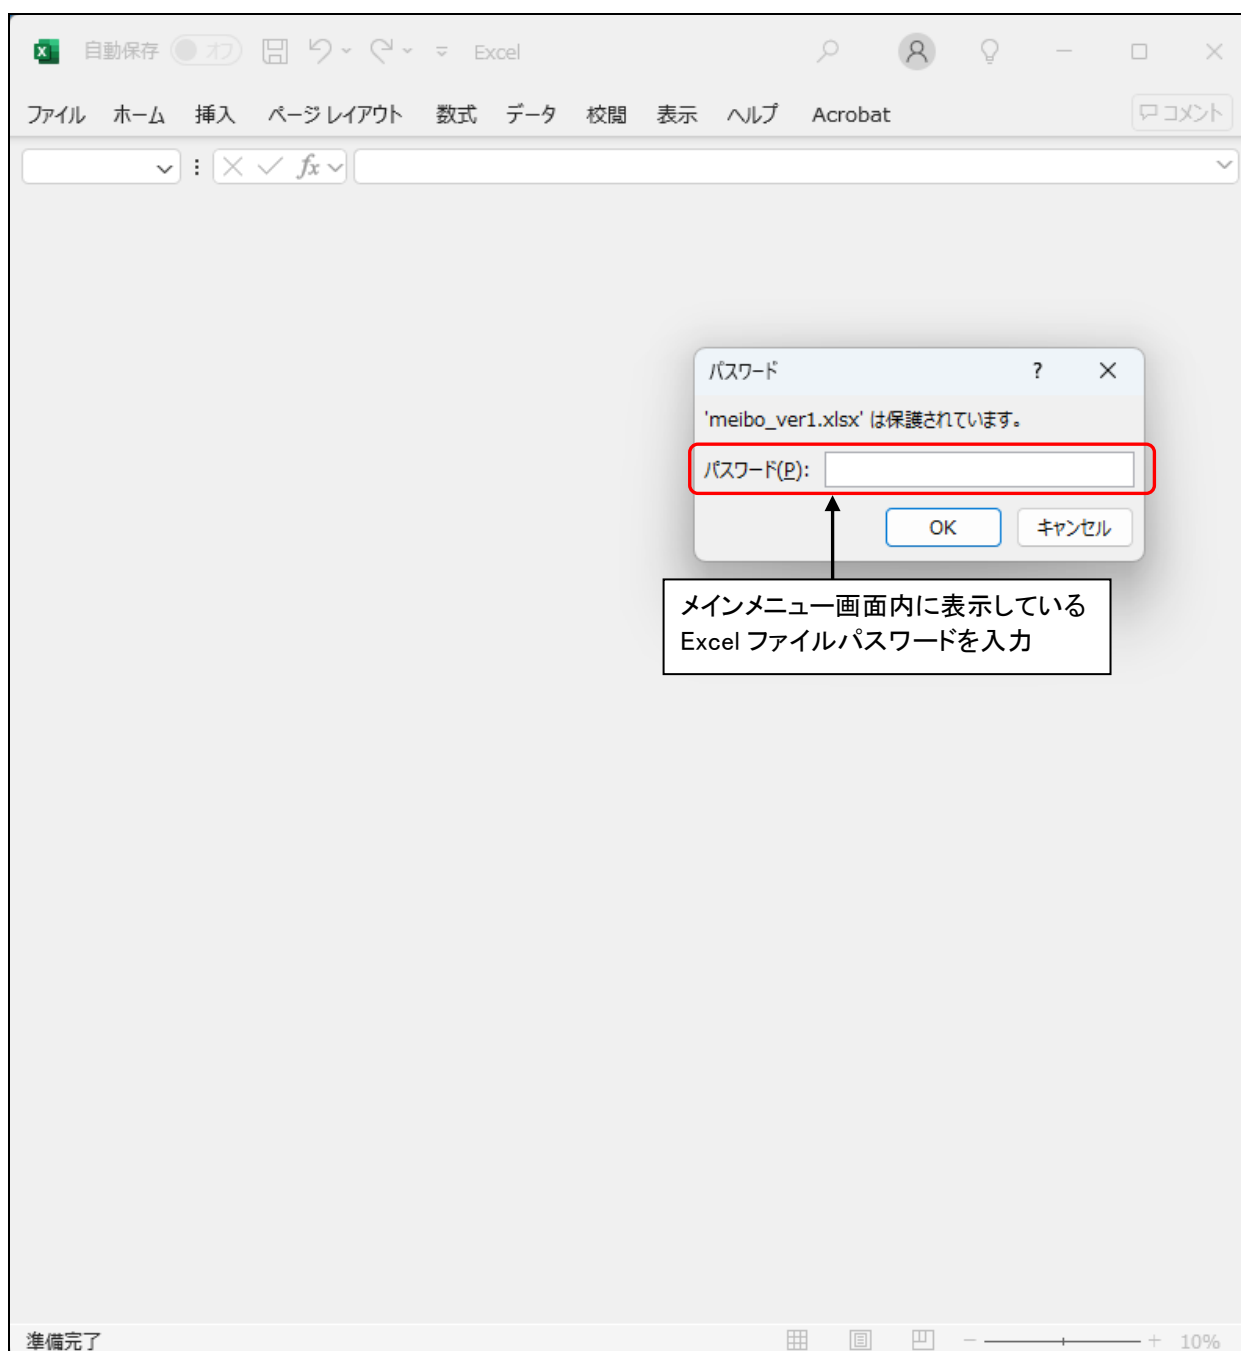 自動保存 オフ Excel
ファイル ホーム 挿入 ページ レイアウト 数式 データ 校閲 表示 ヘルプ Acrobat コメント
fx
パスワード ? ×
'meibo_ver1.xlsx' は保護されています。
パスワード(P):
OK キャンセル
メインメニュー画面内に表示している
Excel ファイルパスワードを入力
準備完了 10%